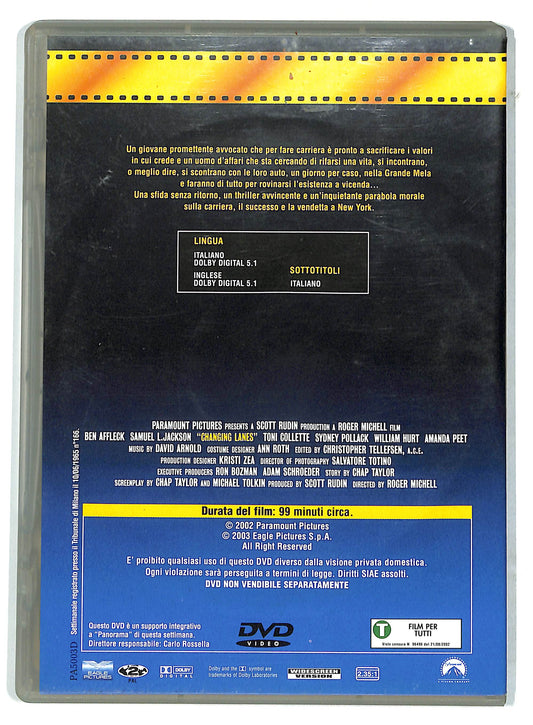 Un giovane promettente avvocato che per fare carriera è pronto a sacrificare i valori
in cui crede e un uomo d'affari che sta cercando di rifarsi una vita, si incontrano,
o meglio dire, si scontrano con le loro auto, un giorno per caso, nella Grande Mela
e faranno di tutto per rovinarsi l'esistenza a vicenda...
Una sfida senza ritorno, un thriller avvincente e un'inquietante parabola morale
sulla carriera, il successo e la vendetta a New York.
LINGUA
ITALIANO
DOLBY DIGITAL 5.1
INGLESE
DOLBY DIGITAL 5.1
SOTTOTITOLI
ITALIANO
PARAMOUNT PICTURES PRESENTS A SCOTT RUDIN PRODUCTION A ROGER MICHELL FILM
BEN AFFLECK SAMUEL L.JACKSON "CHANGING LANES" TONI COLLETTE SYDNEY POLLACK WILLIAM HURT AMANDA PEET
MUSIC BY DAVID ARNOLD COSTUME DESIGNER ANN ROTH EDITED BY CHRISTOPHER TELLEFSEN, A.C.E.
PRODUCTION DESIGNER KRISTI ZEA DIRECTOR OF PHOTOGRAPHY SALVATORE TOTINO
EXECUTIVE PRODUCERS RON BOZMAN ADAM SCHROEDER STORY BY CHAP TAYLOR
SCREENPLAY BY CHAP TAYLOR AND MICHAEL TOLKIN PRODUCED BY SCOTT RUDIN DIRECTED BY ROGER MICHELL
Durata del film: 99 minuti circa.
© 2002 Paramount Pictures
© 2003 Eagle Pictures S.p.A.
All Right Reserved
E' proibito qualsiasi uso di questo DVD diverso dalla visione privata domestica.
Ogni violazione sarà perseguita a termini di legge. Diritti SIAE assolti.
DVD NON VENDIBILE SEPARATAMENTE
Settimanale registrato presso il Tribunale di Milano il 10/06/1965 n°166.
PA5003D
Questo DVD è un supporto integrativo
a "Panorama" di questa settimana.
Direttore responsabile: Carlo Rossella
DVD
VIDEO
T
FILM PER
TUTTI
EAGLE
PICTURES
2
PAL
DOLBY
DIGITAL
Dolby and the symbol are
trademarks of Dolby Laboratories
WIDESCREEN
VERSION
2.35:1